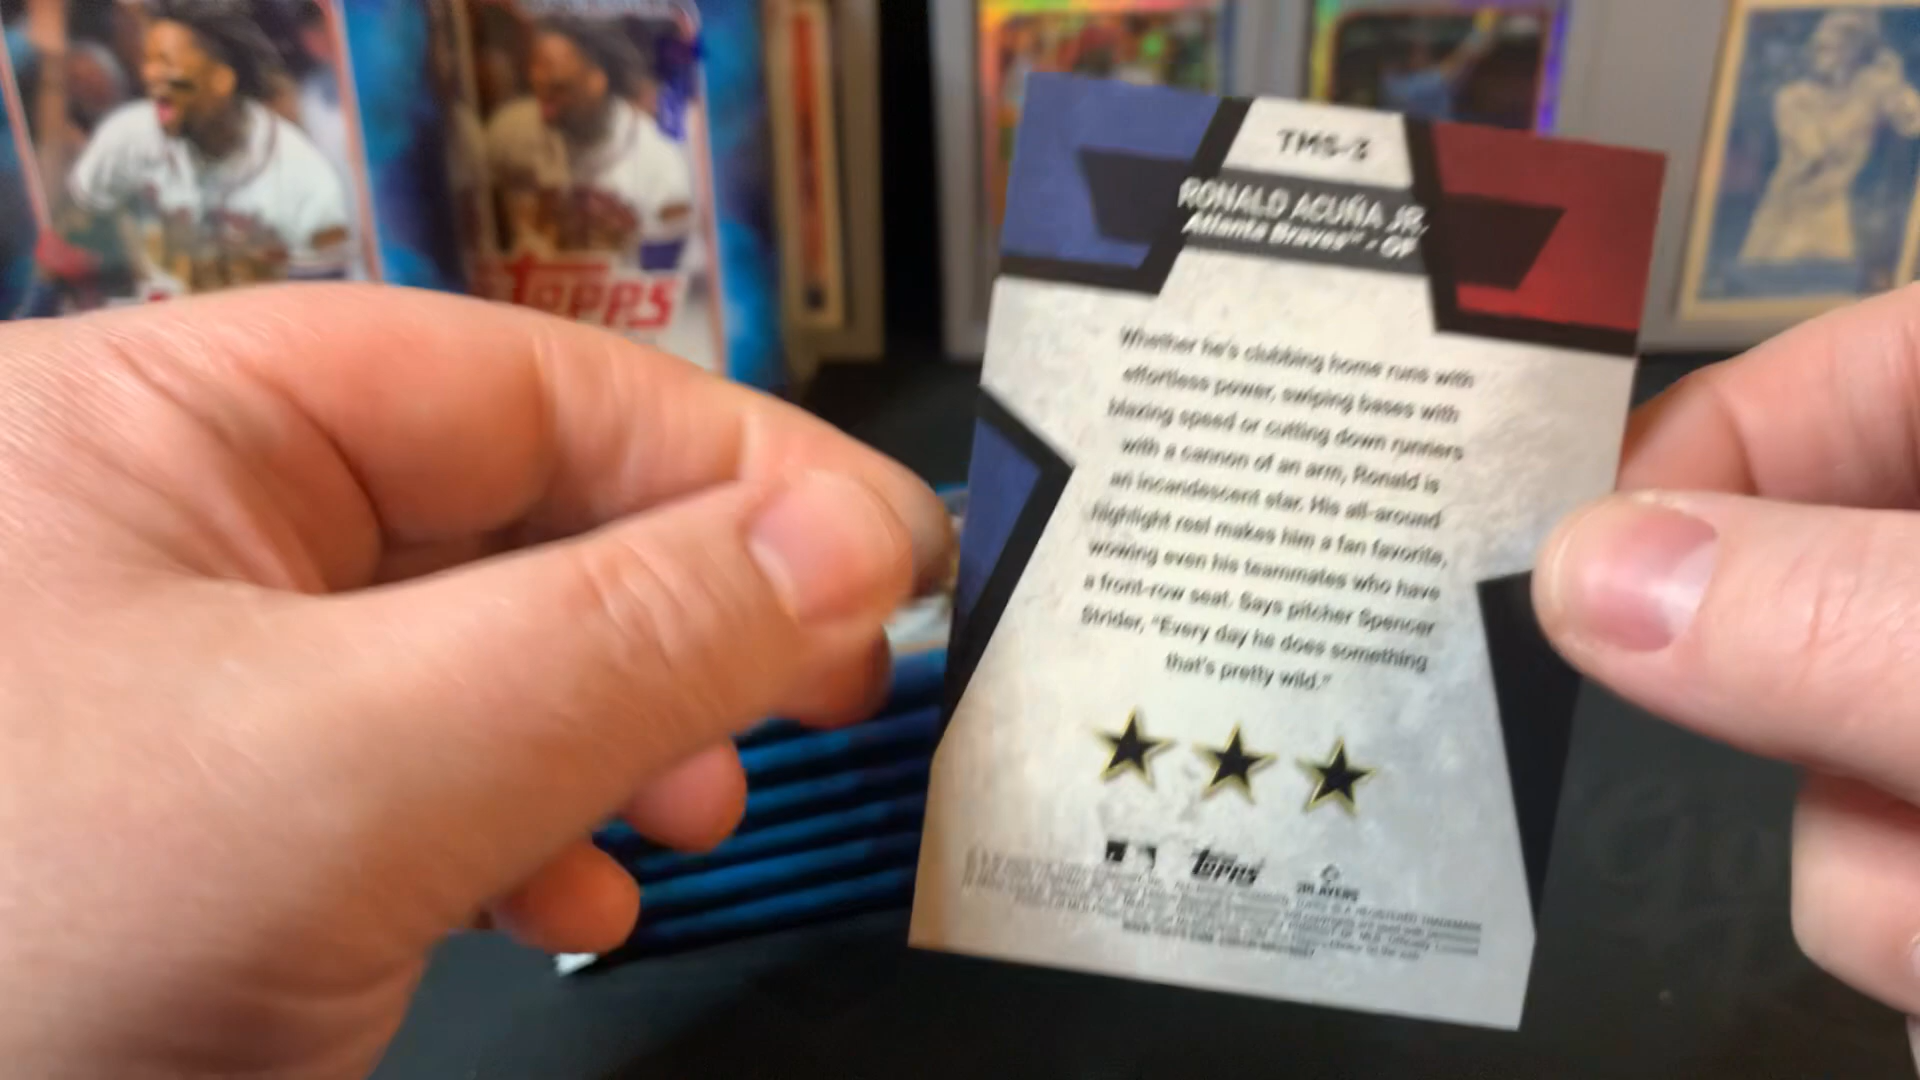 TMS-3
RONALD ACUÑA JR.
Atlanta Braves™ - OF
Whether he's clubbing home runs with
effortless power, swiping bases with
blazing speed or cutting down runners
with a cannon of an arm, Ronald is
an incandescent star. His all-around
highlight reel makes him a fan favorite,
wowing even his teammates who have
a front-row seat. Says pitcher Spencer
Strider, "Every day he does something
that's pretty wild."
Topps
PLAYERS
Topps